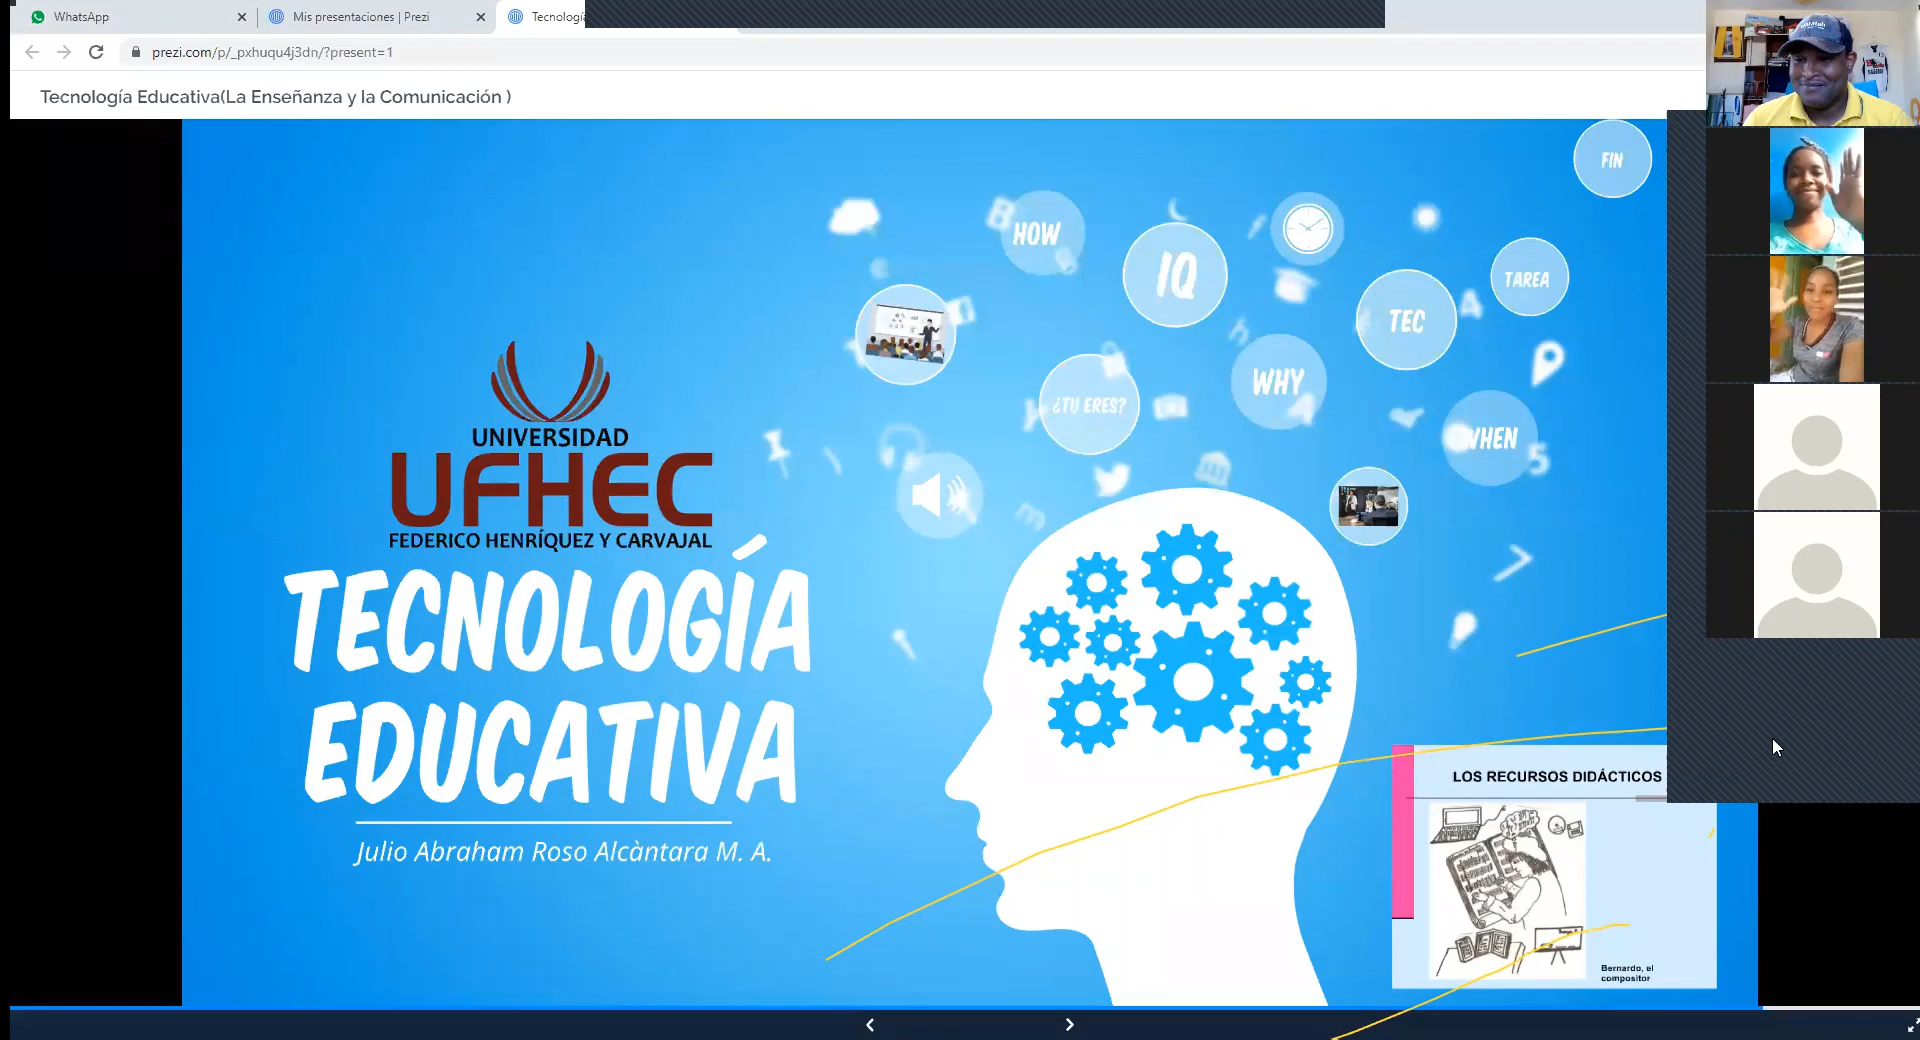 WhatsApp
Mis presentaciones | Prezi
Tecnología
prezi.com/p/_pxhuqu4j3dn/?present=1
Tecnología Educativa(La Enseñanza y la Comunicación )
FIN
HOW
IQ
TAREA
TEC
WHY
¿TU ERES?
WHEN
UNIVERSIDAD
UFHEC
FEDERICO HENRÍQUEZ Y CARVAJAL
TECNOLOGÍA
EDUCATIVA
Julio Abraham Roso Alcàntara M. A.
LOS RECURSOS DIDÁCTICOS
Bernardo, el
compositor